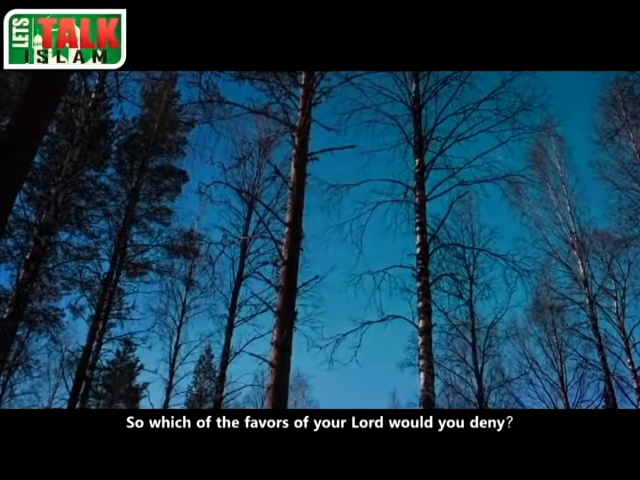 LETS
TALK
ISLAM
So which of the favors of your Lord would you deny?